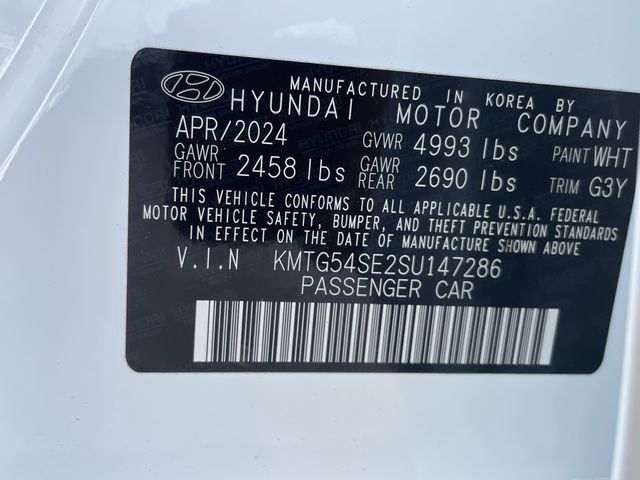 MANUFACTURED IN KOREA BY
HYUNDAI MOTOR COMPANY
APR/2024 GVWR 4993 lbs PAINT WHT
GAWR FRONT 2458 lbs GAWR REAR 2690 lbs TRIM G3Y
THIS VEHICLE CONFORMS TO ALL APPLICABLE U.S.A. FEDERAL
MOTOR VEHICLE SAFETY, BUMPER, AND THEFT PREVENTION STANDARDS
IN EFFECT ON THE DATE OF MANUFACTURE SHOWN ABOVE.
V.I.N KMTG54SE2SU147286
PASSENGER CAR